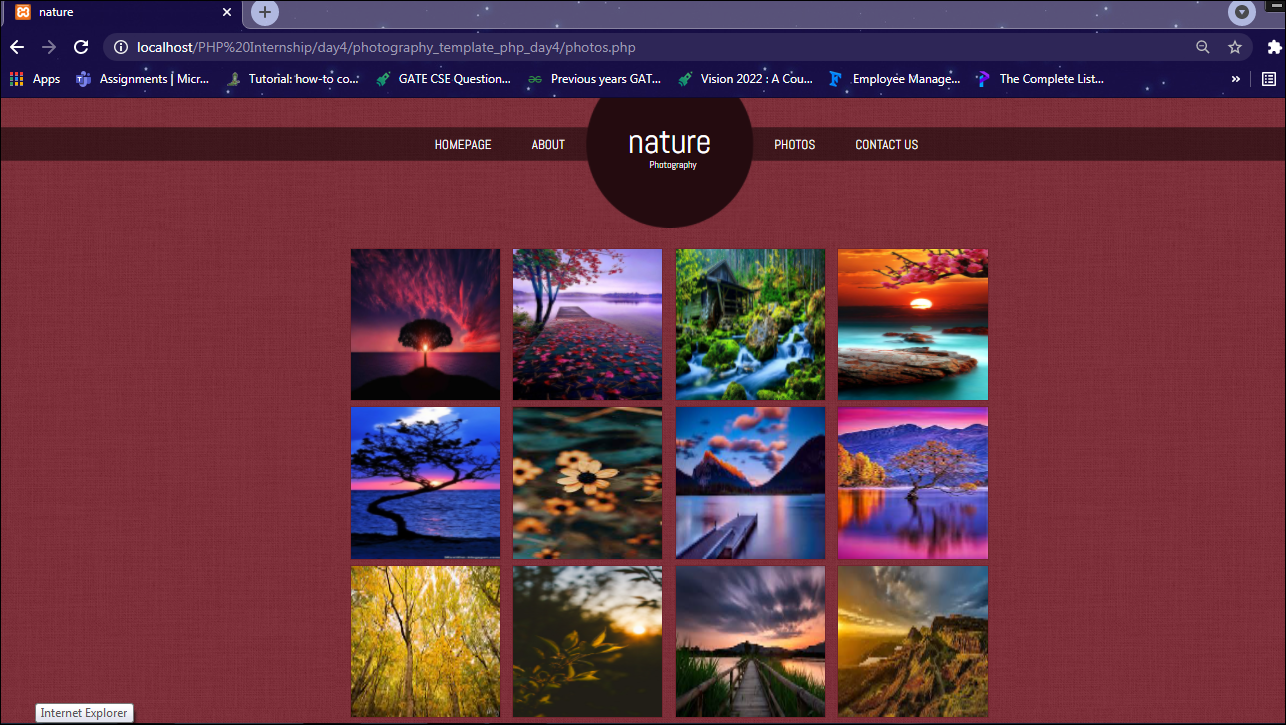 nature
localhost/PHP%20Internship/day4/photography_template_php_day4/photos.php
Apps Assignments | Micr... Tutorial: how-to co... GATE CSE Question... Previous years GAT... Vision 2022 : A Cou... Employee Manage... The Complete List... »
HOMEPAGE ABOUT nature PHOTOS CONTACT US
Photography
Internet Explorer